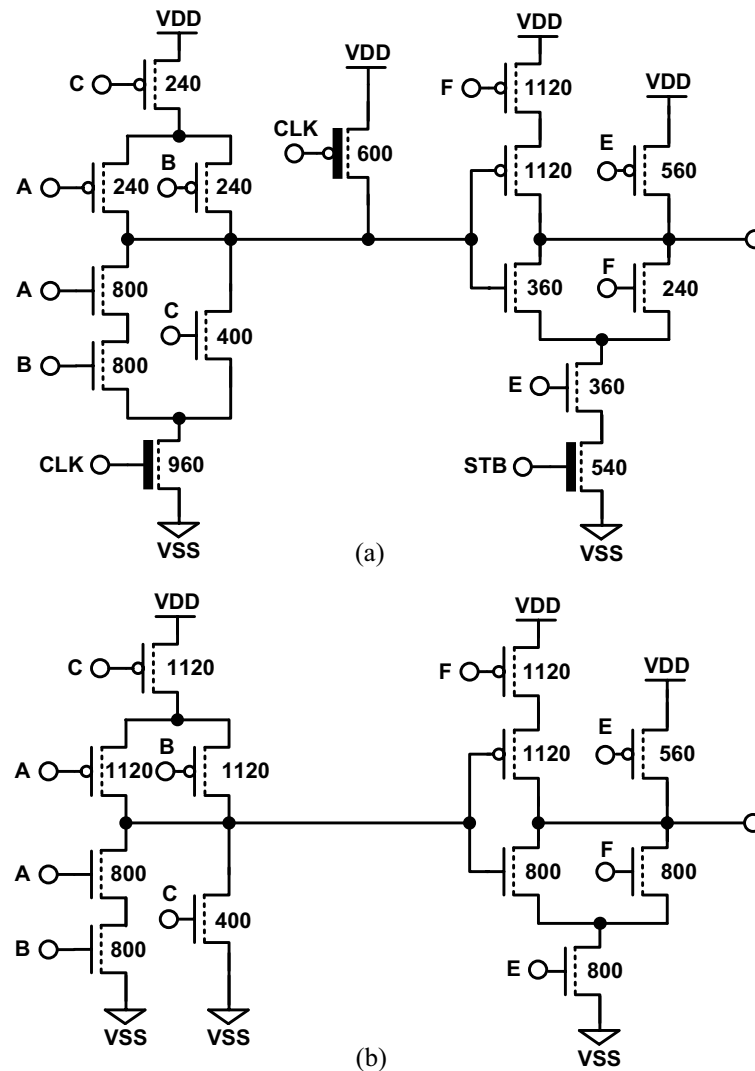 VDD
VDD
C
240
VDD
F
1120
VDD
CLK
600
B
E
A
240
240
1120
560
A
800
360
F
240
C
400
B
800
E
360
CLK
960
STB
540
VSS
VSS
(a)
VDD
VDD
C
1120
F
1120
VDD
B
E
A
1120
1120
1120
560
A
800
800
F
800
C
400
B
800
E
800
VSS
VSS
VSS
(b)